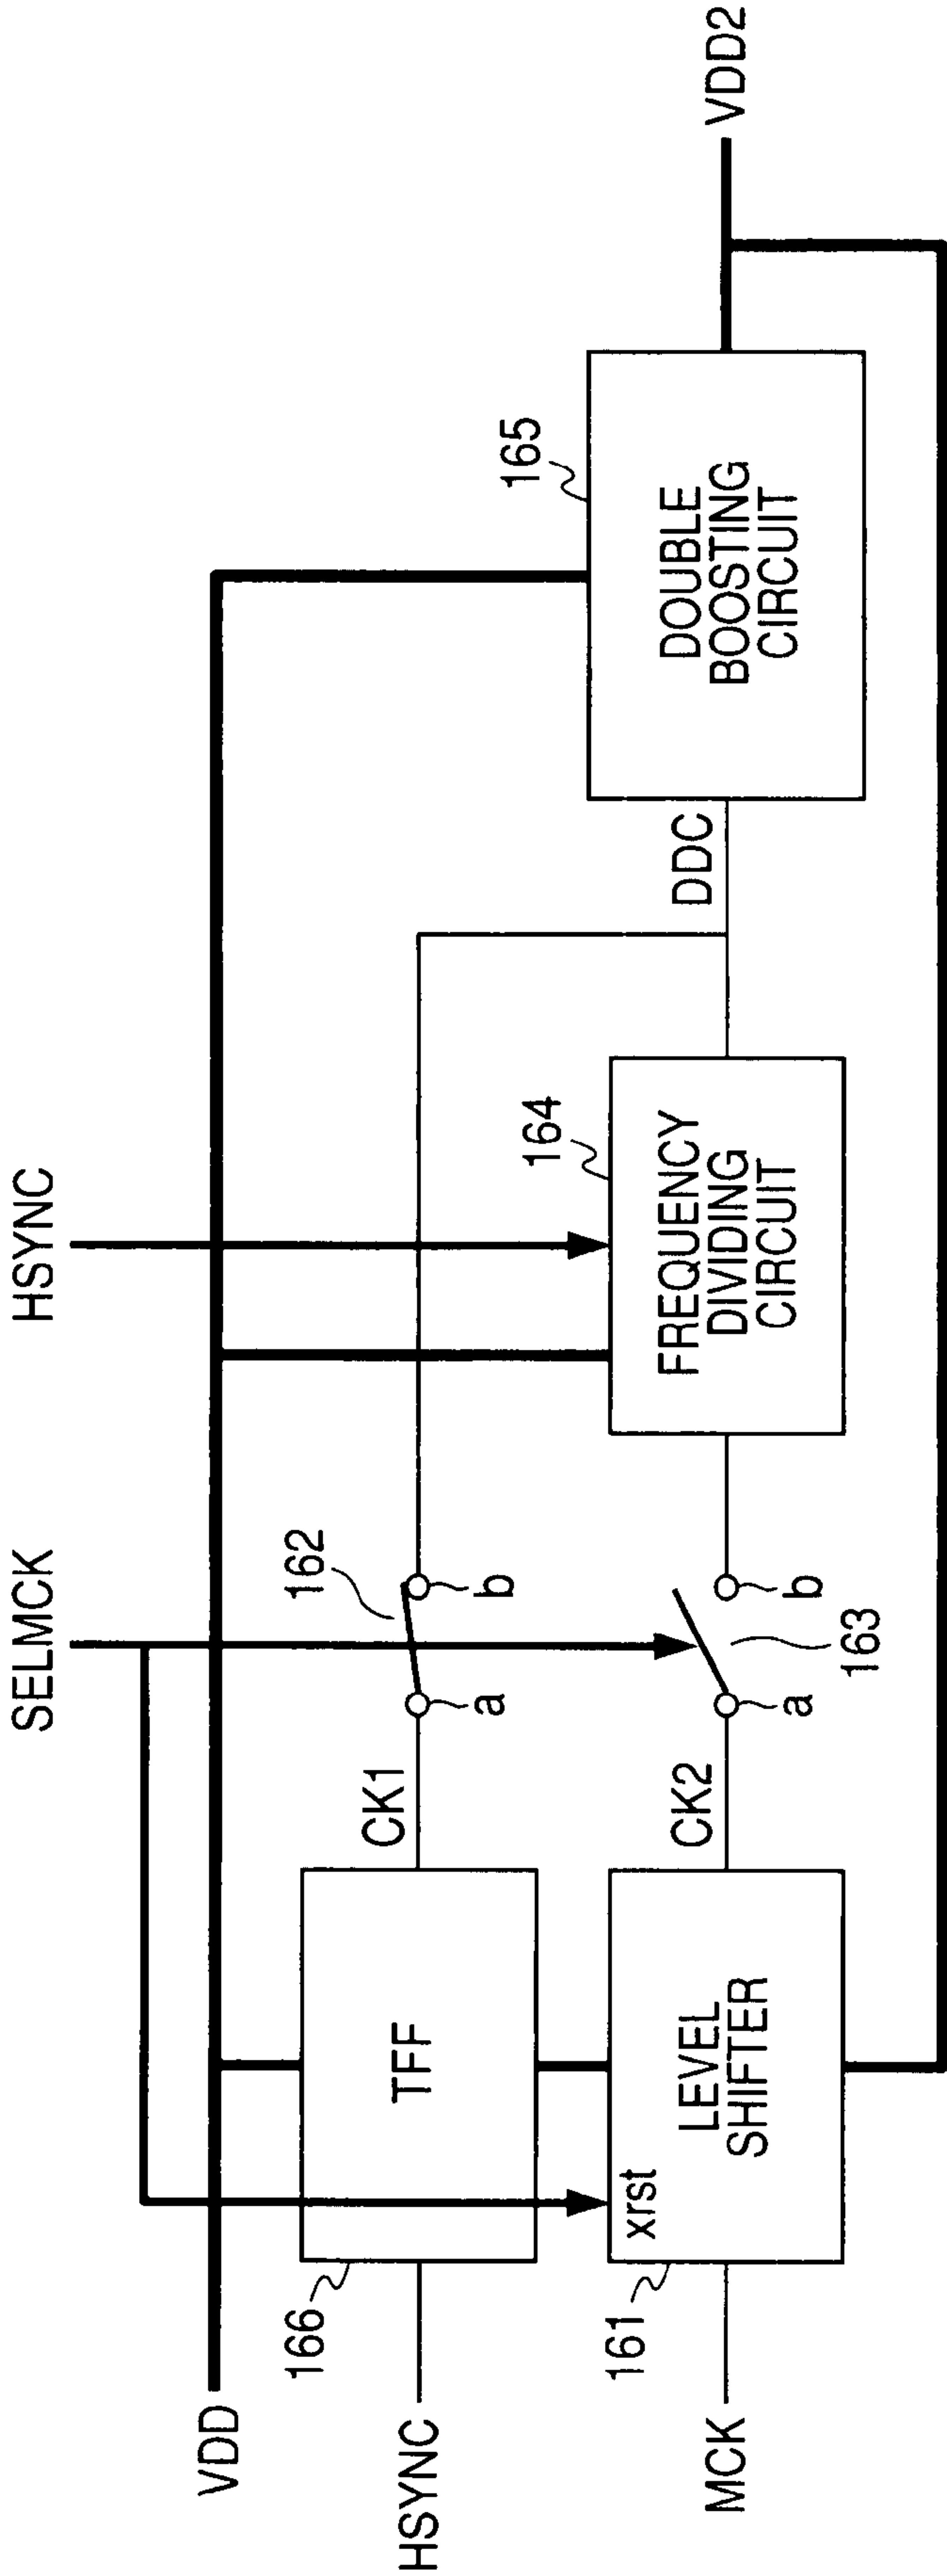 SELMCK
HSYNC
VDD
166
TFF
HSYNC
CK1
162
a
b
161
xrst
LEVEL
SHIFTER
MCK
CK2
a
b
163
164
FREQUENCY
DIVIDING
CIRCUIT
DDC
165
DOUBLE
BOOSTING
CIRCUIT
VDD2